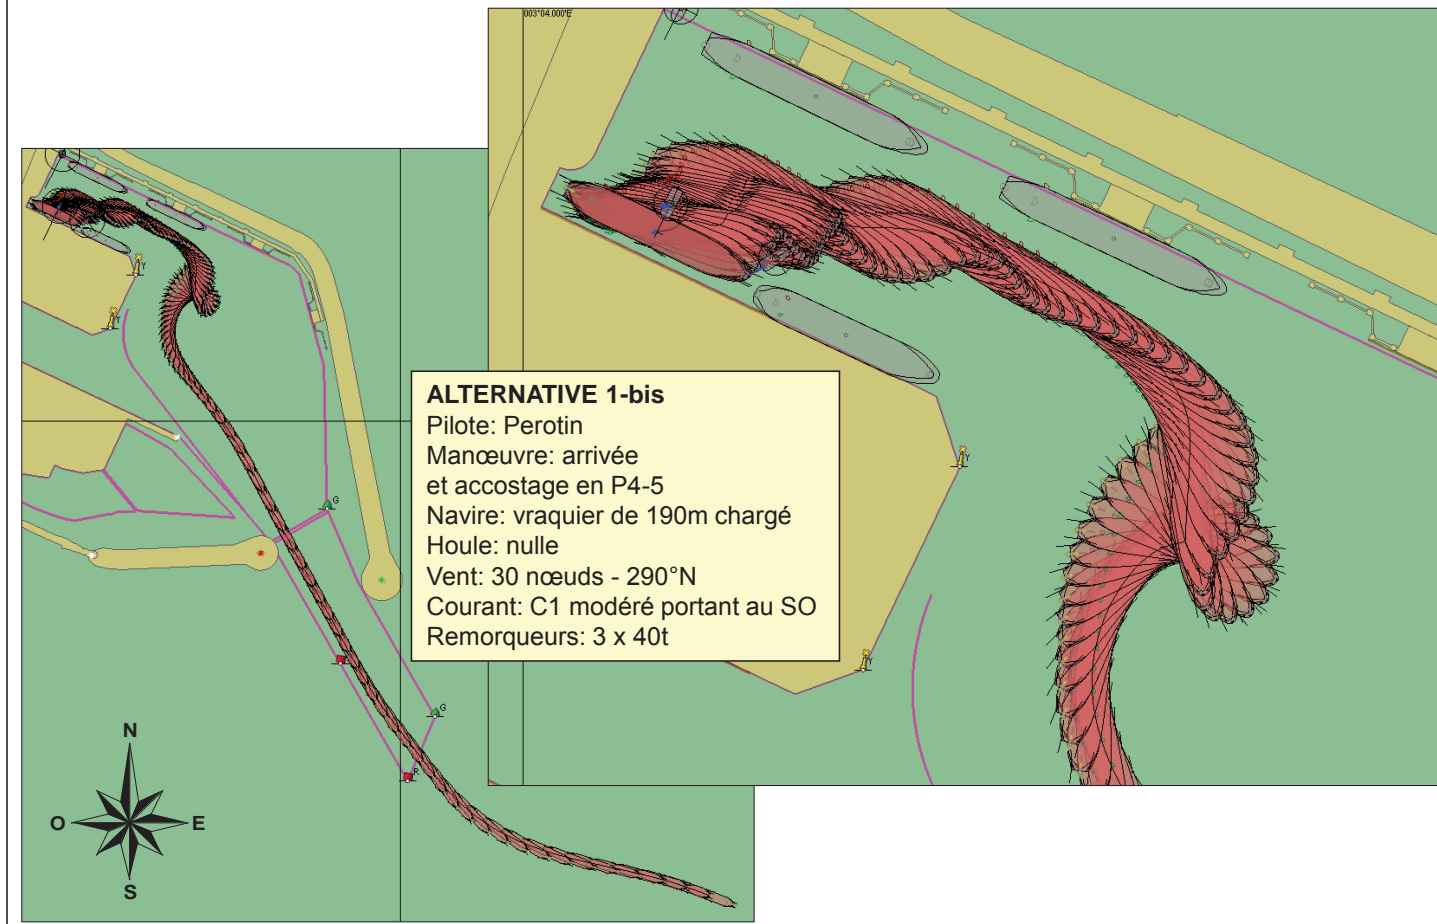 003°04.000'E
ALTERNATIVE 1-bis
Pilote: Perotin
Manœuvre: arrivée
et accostage en P4-5
Navire: vraquier de 190m chargé
Houle: nulle
Vent: 30 nœuds - 290°N
Courant: C1 modéré portant au SO
Remorqueurs: 3 x 40t
Y
Y
Y
Y
G
G
R
N
O
E
S